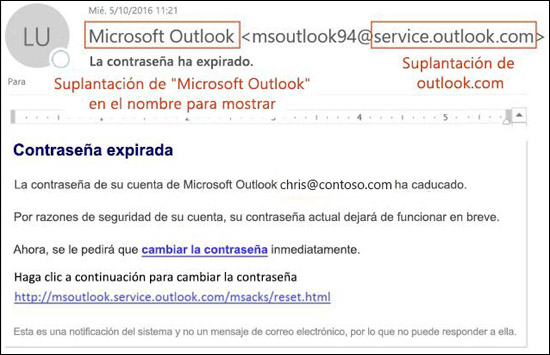 Mié. 5/10/2016 11:21
LU
Microsoft Outlook <msoutlook94@service.outlook.com>
La contraseña ha expirado.
Para
Suplantación de "Microsoft Outlook"
en el nombre para mostrar
Suplantación de
outlook.com
Contraseña expirada
La contraseña de su cuenta de Microsoft Outlook chris@contoso.com ha caducado.
Por razones de seguridad de su cuenta, su contraseña actual dejará de funcionar en breve.
Ahora, se le pedirá que cambiar la contraseña inmediatamente.
Haga clic a continuación para cambiar la contraseña
http://msoutlook.service.outlook.com/msacks/reset.html
Esta es una notificación del sistema y no un mensaje de correo electrónico, por lo que no puede responder a ella.